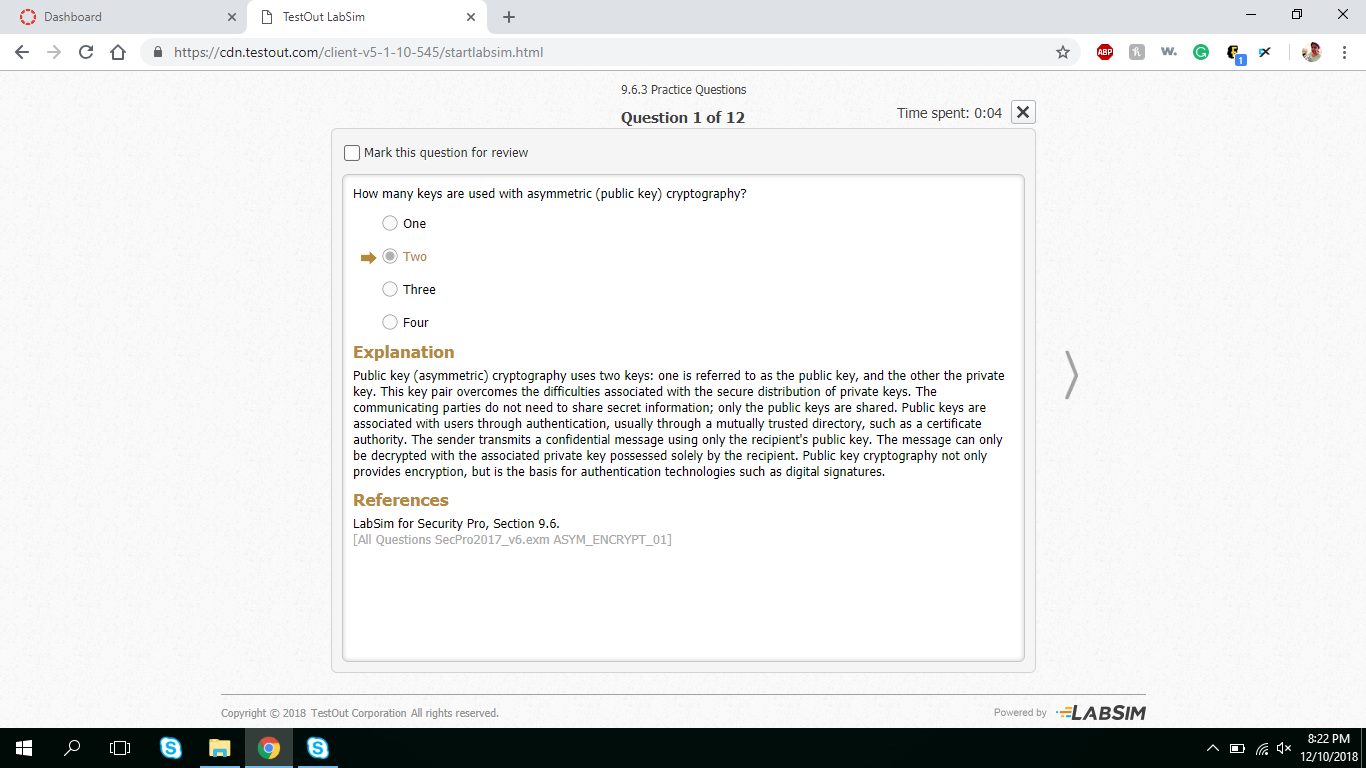 Dashboard
TestOut LabSim
https://cdn.testout.com/client-v5-1-10-545/startlabsim.html
ABP
w.
1
9.6.3 Practice Questions
Question 1 of 12
Time spent: 0:04
Mark this question for review
How many keys are used with asymmetric (public key) cryptography?
One
Two
Three
Four
Explanation
Public key (asymmetric) cryptography uses two keys: one is referred to as the public key, and the other the private
key. This key pair overcomes the difficulties associated with the secure distribution of private keys. The
communicating parties do not need to share secret information; only the public keys are shared. Public keys are
associated with users through authentication, usually through a mutually trusted directory, such as a certificate
authority. The sender transmits a confidential message using only the recipient's public key. The message can only
be decrypted with the associated private key possessed solely by the recipient. Public key cryptography not only
provides encryption, but is the basis for authentication technologies such as digital signatures.
References
LabSim for Security Pro, Section 9.6.
[All Questions SecPro2017_v6.exm ASYM_ENCRYPT_01]
Copyright © 2018 TestOut Corporation All rights reserved.
Powered by LABSIM
8:22 PM
12/10/2018